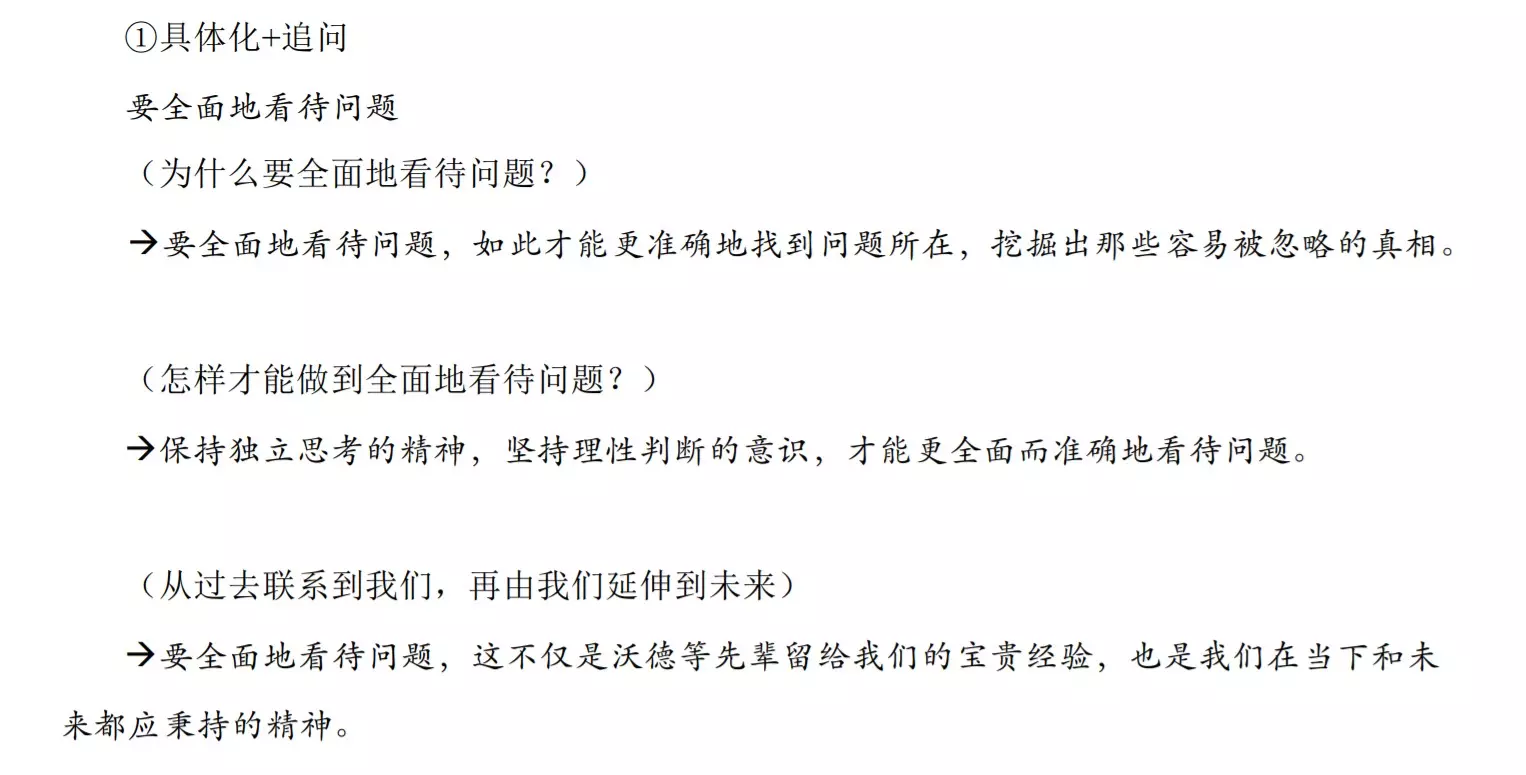 ①具体化+追问
要全面地看待问题
（为什么要全面地看待问题？）
→要全面地看待问题，如此才能更准确地找到问题所在，挖掘出那些容易被忽略的真相。
（怎样才能做到全面地看待问题？）
→保持独立思考的精神，坚持理性判断的意识，才能更全面而准确地看待问题。
（从过去联系到我们，再由我们延伸到未来）
→要全面地看待问题，这不仅是沃德等先辈留给我们的宝贵经验，也是我们在当下和未
来都应秉持的精神。